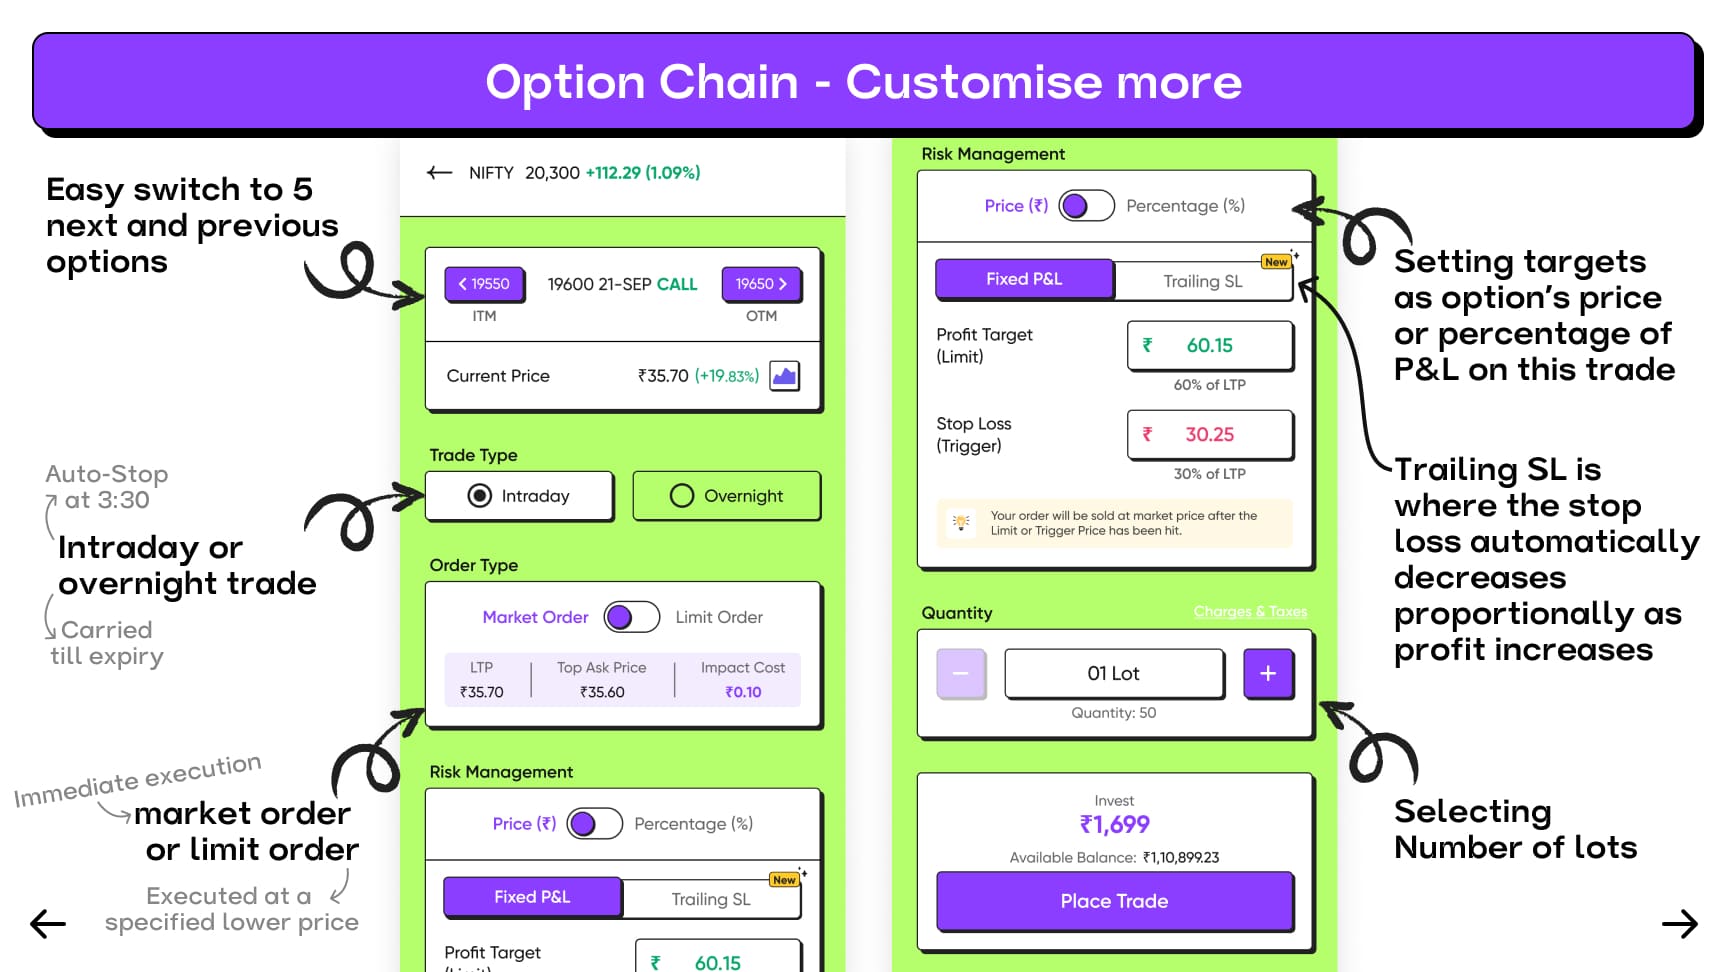 Option Chain - Customise more
Easy switch to 5
next and previous
options
Auto-Stop
at 3:30
Intraday or
overnight trade
Carried
till expiry
Immediate execution
market order
or limit order
Executed at a
specified lower price
NIFTY 20,300 +112.29 (1.09%)
19550
19600 21-SEP CALL
19650
ITM
OTM
Current Price
₹35.70 (+19.83%)
Trade Type
Intraday
Overnight
Order Type
Market Order
Limit Order
LTP
Top Ask Price
Impact Cost
₹35.70
₹35.60
₹0.10
Risk Management
Price (₹)
Percentage (%)
New
Fixed P&L
Trailing SL
Profit Target
₹ 60.15
Risk Management
Price (₹)
Percentage (%)
New
Fixed P&L
Trailing SL
Profit Target
(Limit)
₹ 60.15
60% of LTP
Stop Loss
(Trigger)
₹ 30.25
30% of LTP
Your order will be sold at market price after the
Limit or Trigger Price has been hit.
Quantity
Charges & Taxes
01 Lot
Quantity: 50
Invest
₹1,699
Available Balance: ₹1,10,899.23
Place Trade
Setting targets
as option's price
or percentage of
P&L on this trade
Trailing SL is
where the stop
loss automatically
decreases
proportionally as
profit increases
Selecting
Number of lots